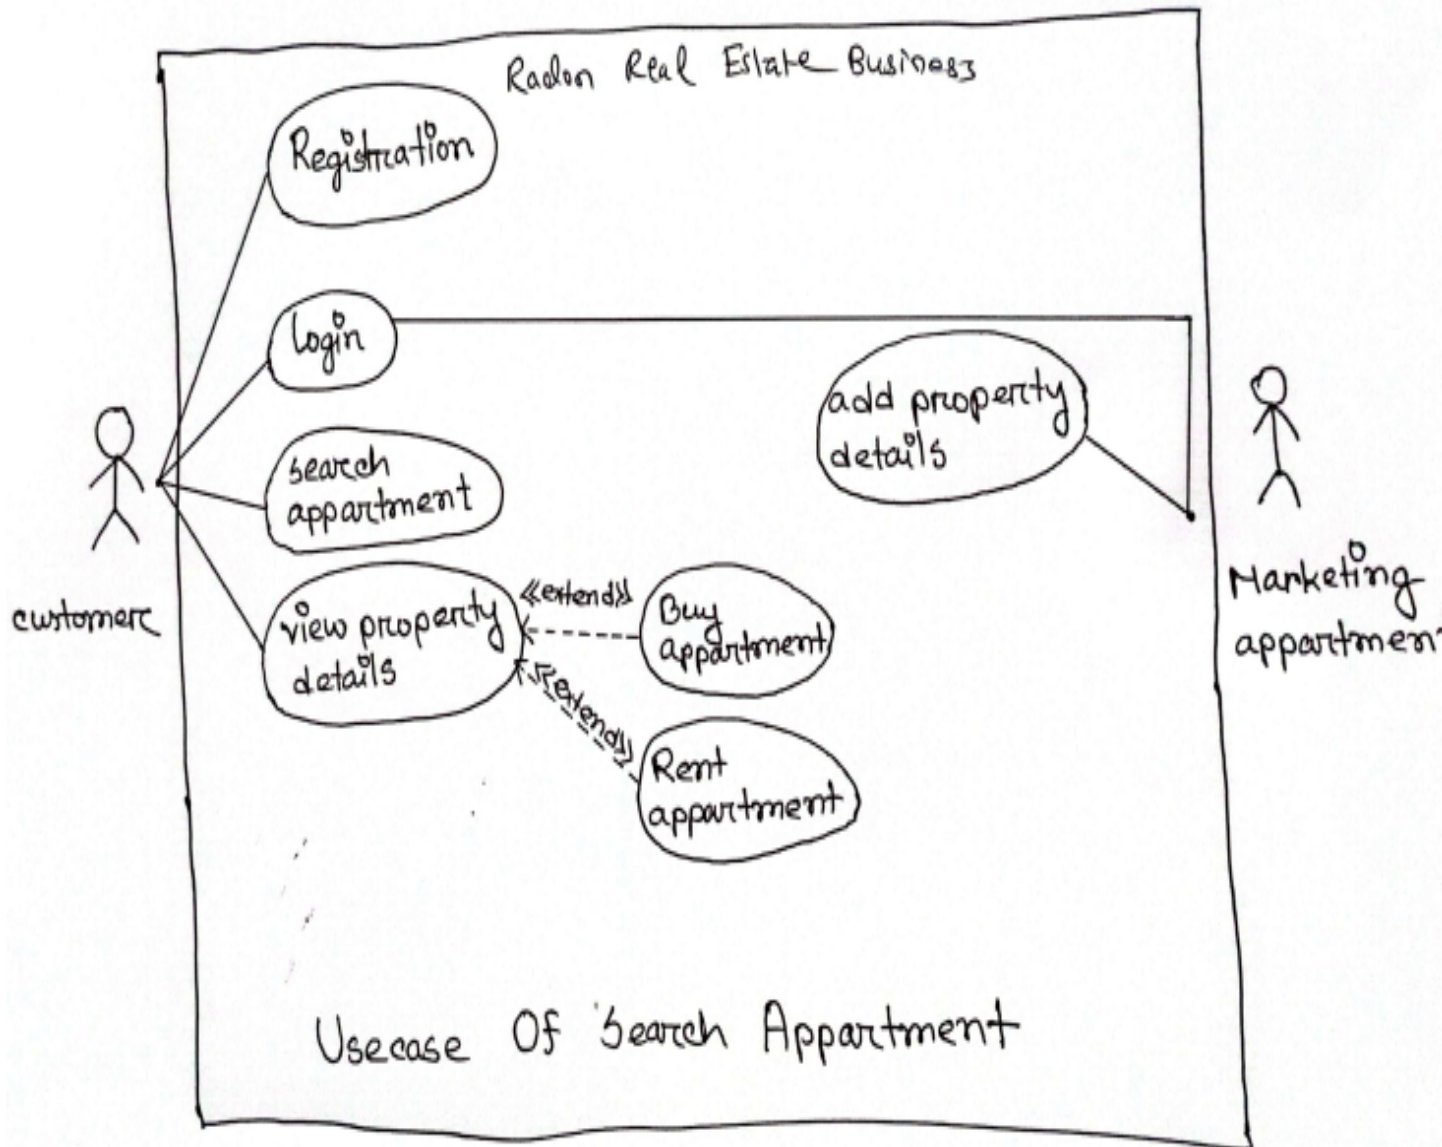 Radon Real Estate Business
Registration
login
search
appartment
view property
details
<<extend>>
Buy
appartment
<<extend>>
Rent
appartment
add property
details
customer
Marketing
appartment
Usecase Of Search Appartment